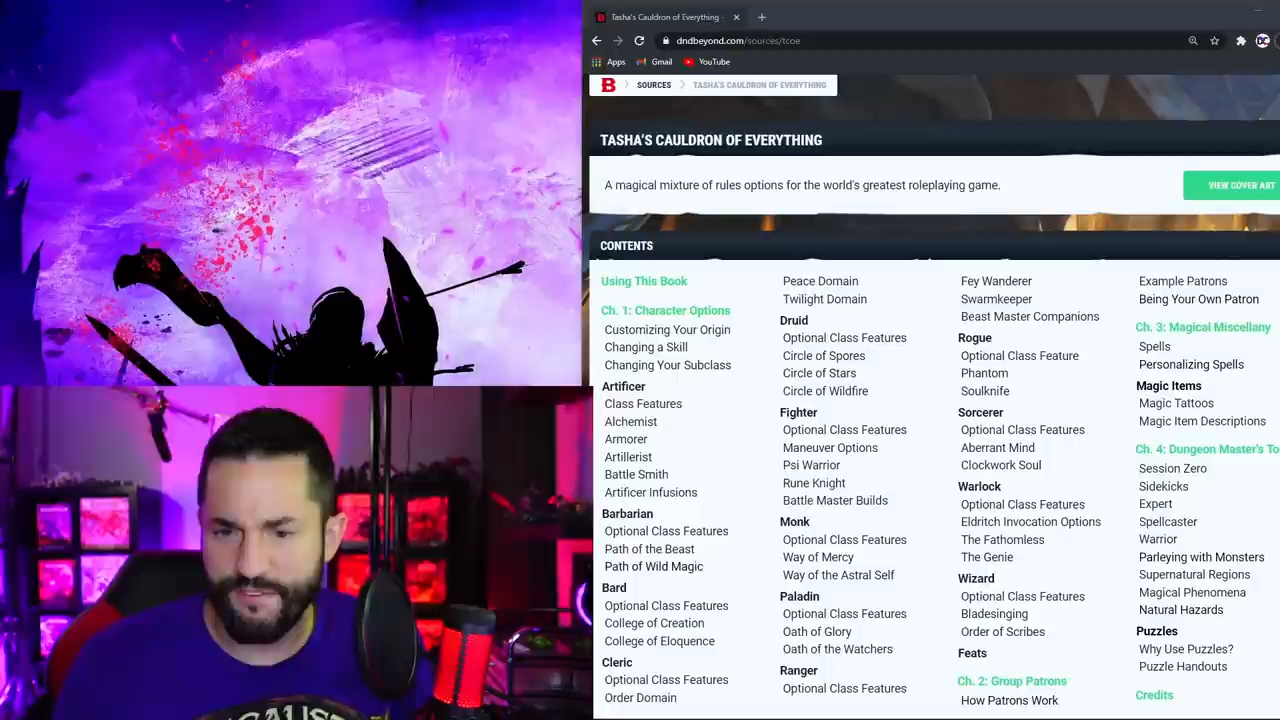 Tasha's Cauldron of Everything -
dndbeyond.com/sources/tcoe
Apps Gmail YouTube
B SOURCES TASHA'S CAULDRON OF EVERYTHING
TASHA'S CAULDRON OF EVERYTHING
A magical mixture of rules options for the world's greatest roleplaying game.
VIEW COVER ART
CONTENTS
Using This Book
Ch. 1: Character Options
Customizing Your Origin
Changing a Skill
Changing Your Subclass
Artificer
Class Features
Alchemist
Armorer
Artillerist
Battle Smith
Artificer Infusions
Barbarian
Optional Class Features
Path of the Beast
Path of Wild Magic
Bard
Optional Class Features
College of Creation
College of Eloquence
Cleric
Optional Class Features
Order Domain
Peace Domain
Twilight Domain
Druid
Optional Class Features
Circle of Spores
Circle of Stars
Circle of Wildfire
Fighter
Optional Class Features
Maneuver Options
Psi Warrior
Rune Knight
Battle Master Builds
Monk
Optional Class Features
Way of Mercy
Way of the Astral Self
Paladin
Optional Class Features
Oath of Glory
Oath of the Watchers
Ranger
Optional Class Features
Fey Wanderer
Swarmkeeper
Beast Master Companions
Rogue
Optional Class Feature
Phantom
Soulknife
Sorcerer
Optional Class Features
Aberrant Mind
Clockwork Soul
Warlock
Optional Class Features
Eldritch Invocation Options
The Fathomless
The Genie
Wizard
Optional Class Features
Bladesinging
Order of Scribes
Feats
Ch. 2: Group Patrons
How Patrons Work
Example Patrons
Being Your Own Patron
Ch. 3: Magical Miscellany
Spells
Personalizing Spells
Magic Items
Magic Tattoos
Magic Item Descriptions
Ch. 4: Dungeon Master's To
Session Zero
Sidekicks
Expert
Spellcaster
Warrior
Parleying with Monsters
Supernatural Regions
Magical Phenomena
Natural Hazards
Puzzles
Why Use Puzzles?
Puzzle Handouts
Credits